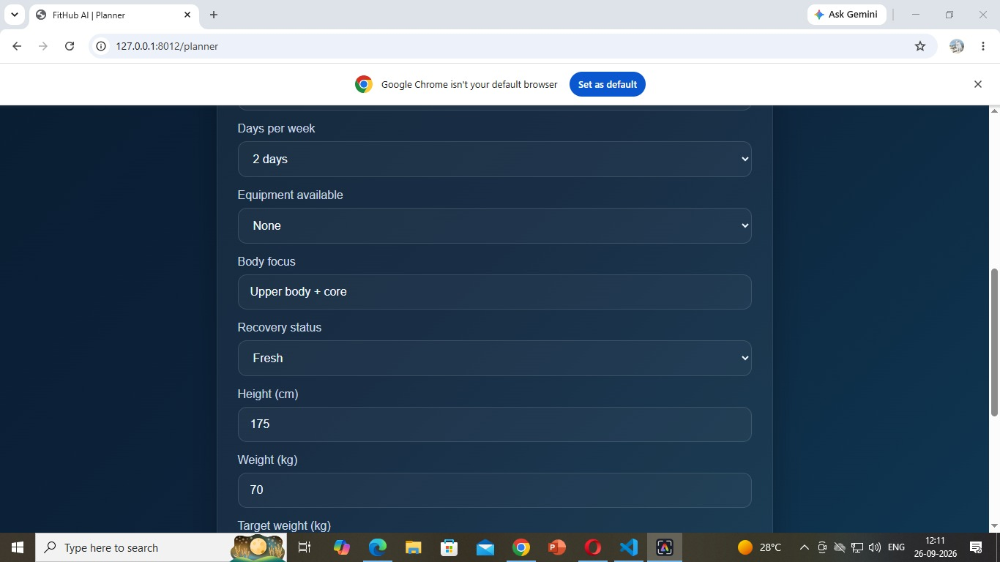 FitHub AI | Planner
Ask Gemini
127.0.0.1:8012/planner
Google Chrome isn't your default browser
Set as default
Days per week
2 days
Equipment available
None
Body focus
Upper body + core
Recovery status
Fresh
Height (cm)
175
Weight (kg)
70
Target weight (kg)
Type here to search
28°C
ENG
12:11
26-09-2026